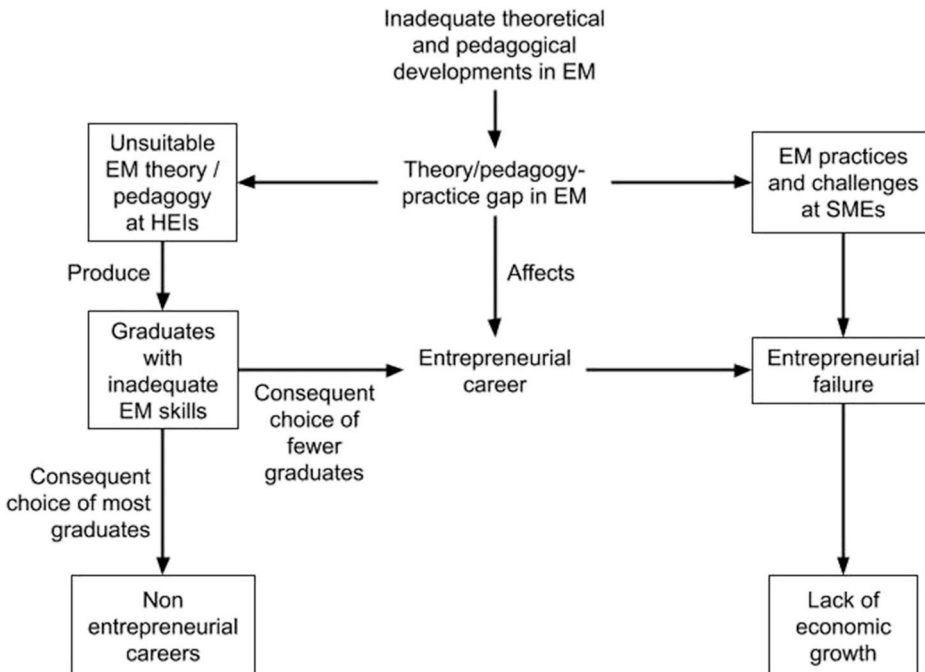 Inadequate theoretical
and pedagogical
developments in EM
Unsuitable
EM theory /
pedagogy
at HEIs
Theory/pedagogy-
practice gap in EM
EM practices
and challenges
at SMEs
Produce
Affects
Graduates
with
inadequate
EM skills
Consequent
choice of
fewer
graduates
Entrepreneurial
career
Entrepreneurial
failure
Consequent
choice of most
graduates
Non
entrepreneurial
careers
Lack of
economic
growth